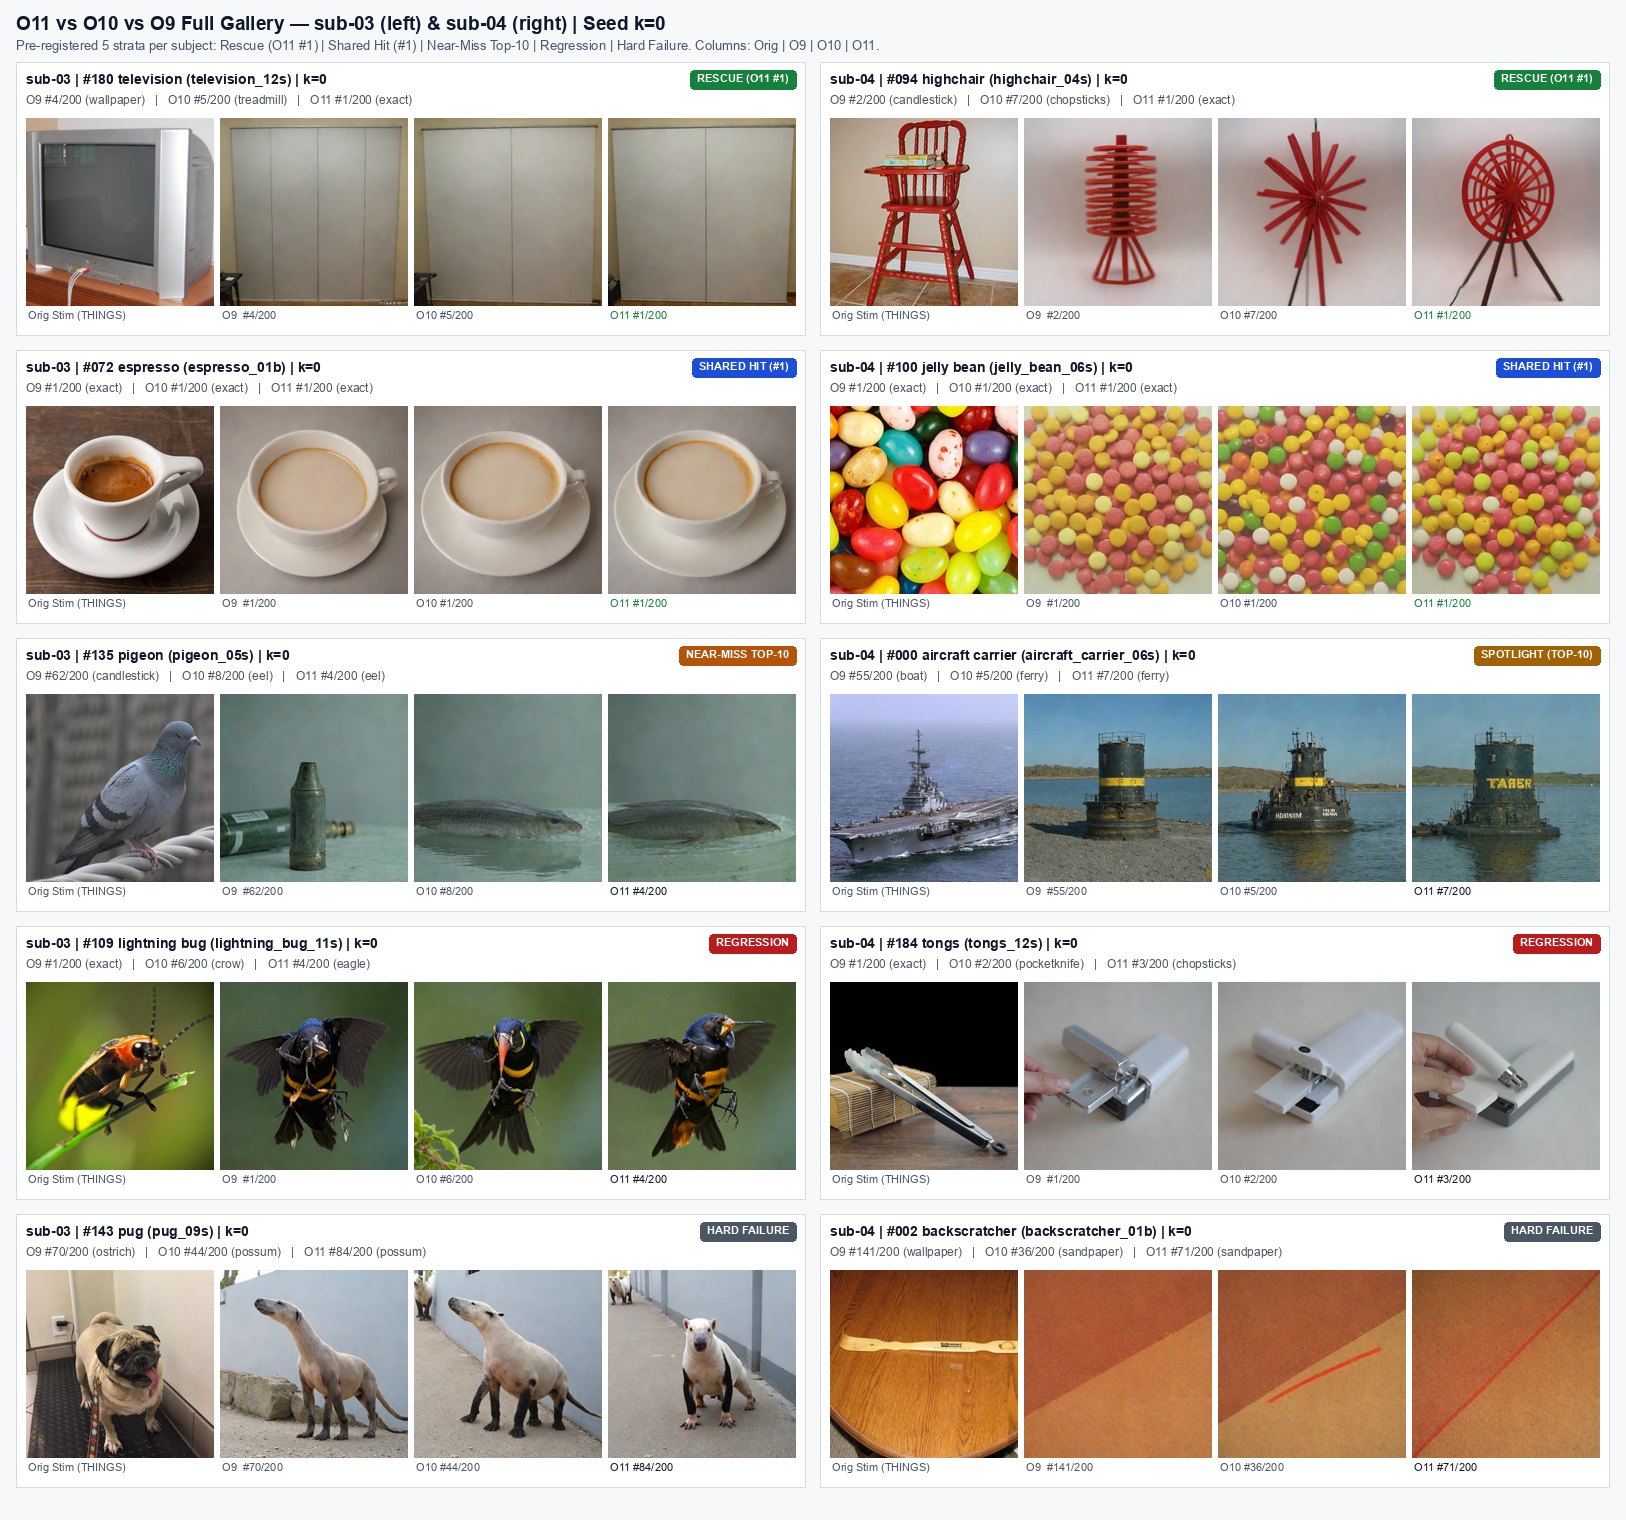 O11 vs O10 vs O9 Full Gallery — sub-03 (left) & sub-04 (right) | Seed k=0
Pre-registered 5 strata per subject: Rescue (O11 #1) | Shared Hit (#1) | Near-Miss Top-10 | Regression | Hard Failure. Columns: Orig | O9 | O10 | O11.
sub-03 | #180 television (television_12s) | k=0
RESCUE (O11 #1)
O9 #4/200 (wallpaper) | O10 #5/200 (treadmill) | O11 #1/200 (exact)
Orig Stim (THINGS) O9 #4/200 O10 #5/200 O11 #1/200
sub-04 | #094 highchair (highchair_04s) | k=0
RESCUE (O11 #1)
O9 #2/200 (candlestick) | O10 #7/200 (chopsticks) | O11 #1/200 (exact)
Orig Stim (THINGS) O9 #2/200 O10 #7/200 O11 #1/200
sub-03 | #072 espresso (espresso_01b) | k=0
SHARED HIT (#1)
O9 #1/200 (exact) | O10 #1/200 (exact) | O11 #1/200 (exact)
Orig Stim (THINGS) O9 #1/200 O10 #1/200 O11 #1/200
sub-04 | #100 jelly bean (jelly_bean_06s) | k=0
SHARED HIT (#1)
O9 #1/200 (exact) | O10 #1/200 (exact) | O11 #1/200 (exact)
Orig Stim (THINGS) O9 #1/200 O10 #1/200 O11 #1/200
sub-03 | #135 pigeon (pigeon_05s) | k=0
NEAR-MISS TOP-10
O9 #62/200 (candlestick) | O10 #8/200 (eel) | O11 #4/200 (eel)
Orig Stim (THINGS) O9 #62/200 O10 #8/200 O11 #4/200
sub-04 | #000 aircraft carrier (aircraft_carrier_06s) | k=0
SPOTLIGHT (TOP-10)
O9 #55/200 (boat) | O10 #5/200 (ferry) | O11 #7/200 (ferry)
TABER
Orig Stim (THINGS) O9 #55/200 O10 #5/200 O11 #7/200
sub-03 | #109 lightning bug (lightning_bug_11s) | k=0
REGRESSION
O9 #1/200 (exact) | O10 #6/200 (crow) | O11 #4/200 (eagle)
Orig Stim (THINGS) O9 #1/200 O10 #6/200 O11 #4/200
sub-04 | #184 tongs (tongs_12s) | k=0
REGRESSION
O9 #1/200 (exact) | O10 #2/200 (pocketknife) | O11 #3/200 (chopsticks)
Orig Stim (THINGS) O9 #1/200 O10 #2/200 O11 #3/200
sub-03 | #143 pug (pug_09s) | k=0
HARD FAILURE
O9 #70/200 (ostrich) | O10 #44/200 (possum) | O11 #84/200 (possum)
Orig Stim (THINGS) O9 #70/200 O10 #44/200 O11 #84/200
sub-04 | #002 backscratcher (backscratcher_01b) | k=0
HARD FAILURE
O9 #141/200 (wallpaper) | O10 #36/200 (sandpaper) | O11 #71/200 (sandpaper)
Orig Stim (THINGS) O9 #141/200 O10 #36/200 O11 #71/200